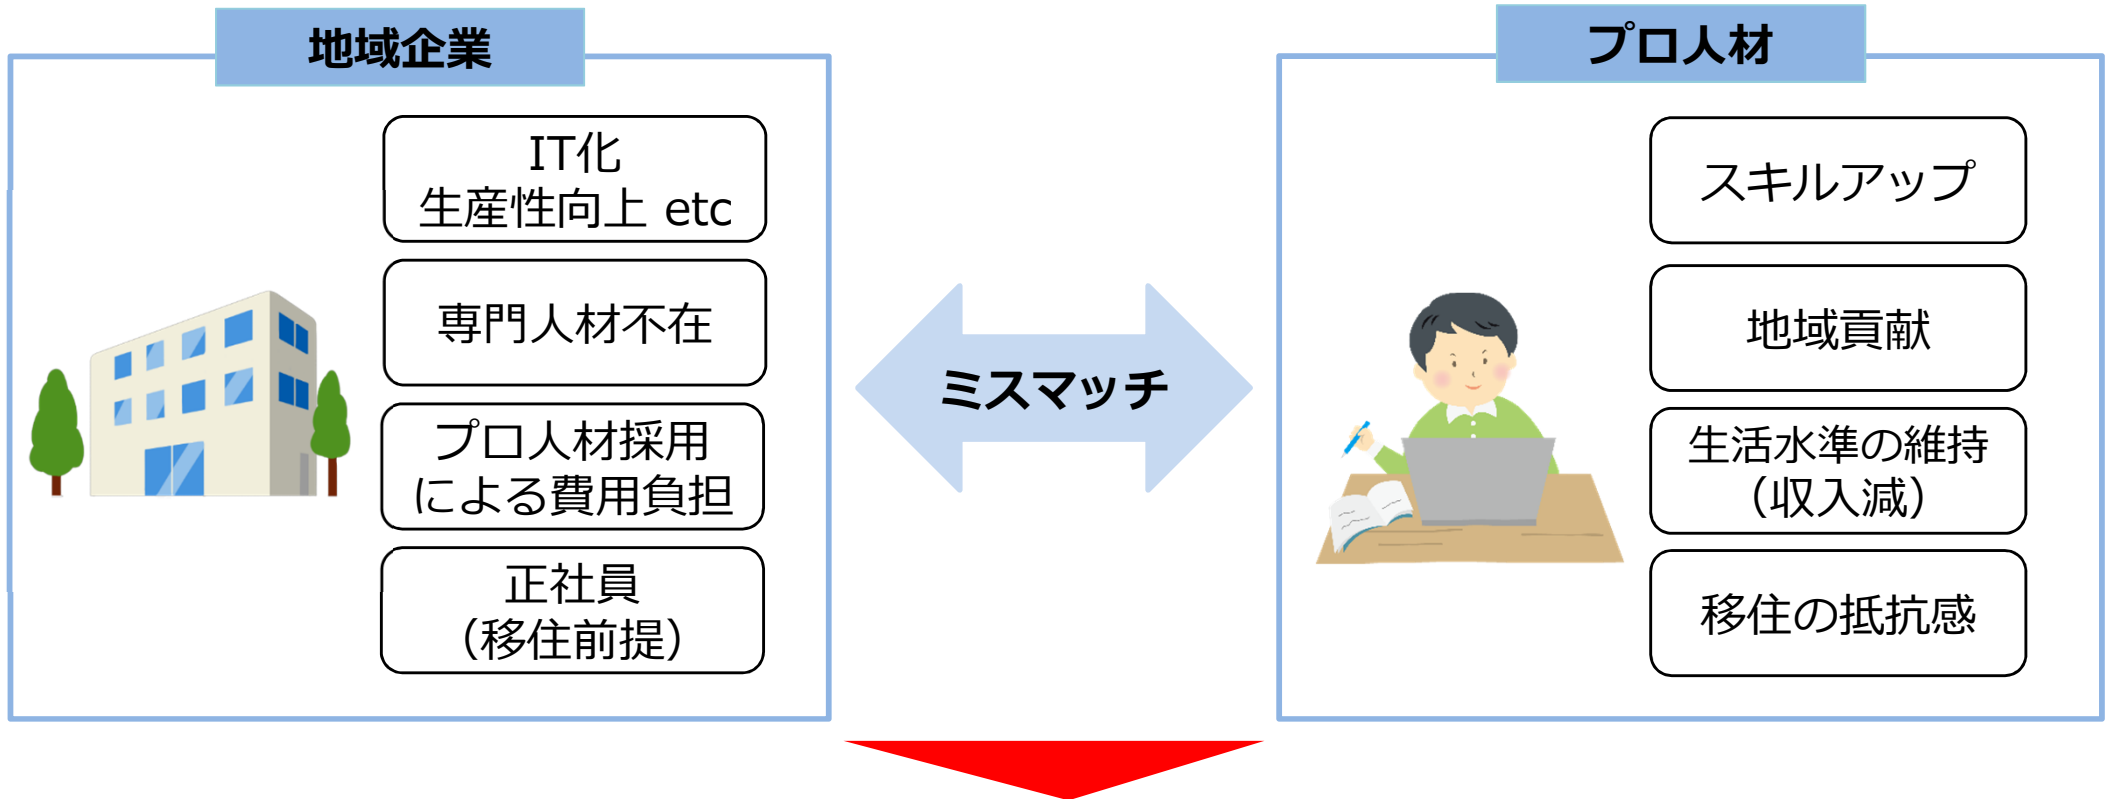 地域企業
IT化
生産性向上 etc
専門人材不在
プロ人材採用
による費用負担
正社員
（移住前提）
ミスマッチ
プロ人材
スキルアップ
地域貢献
生活水準の維持
（収入減）
移住の抵抗感